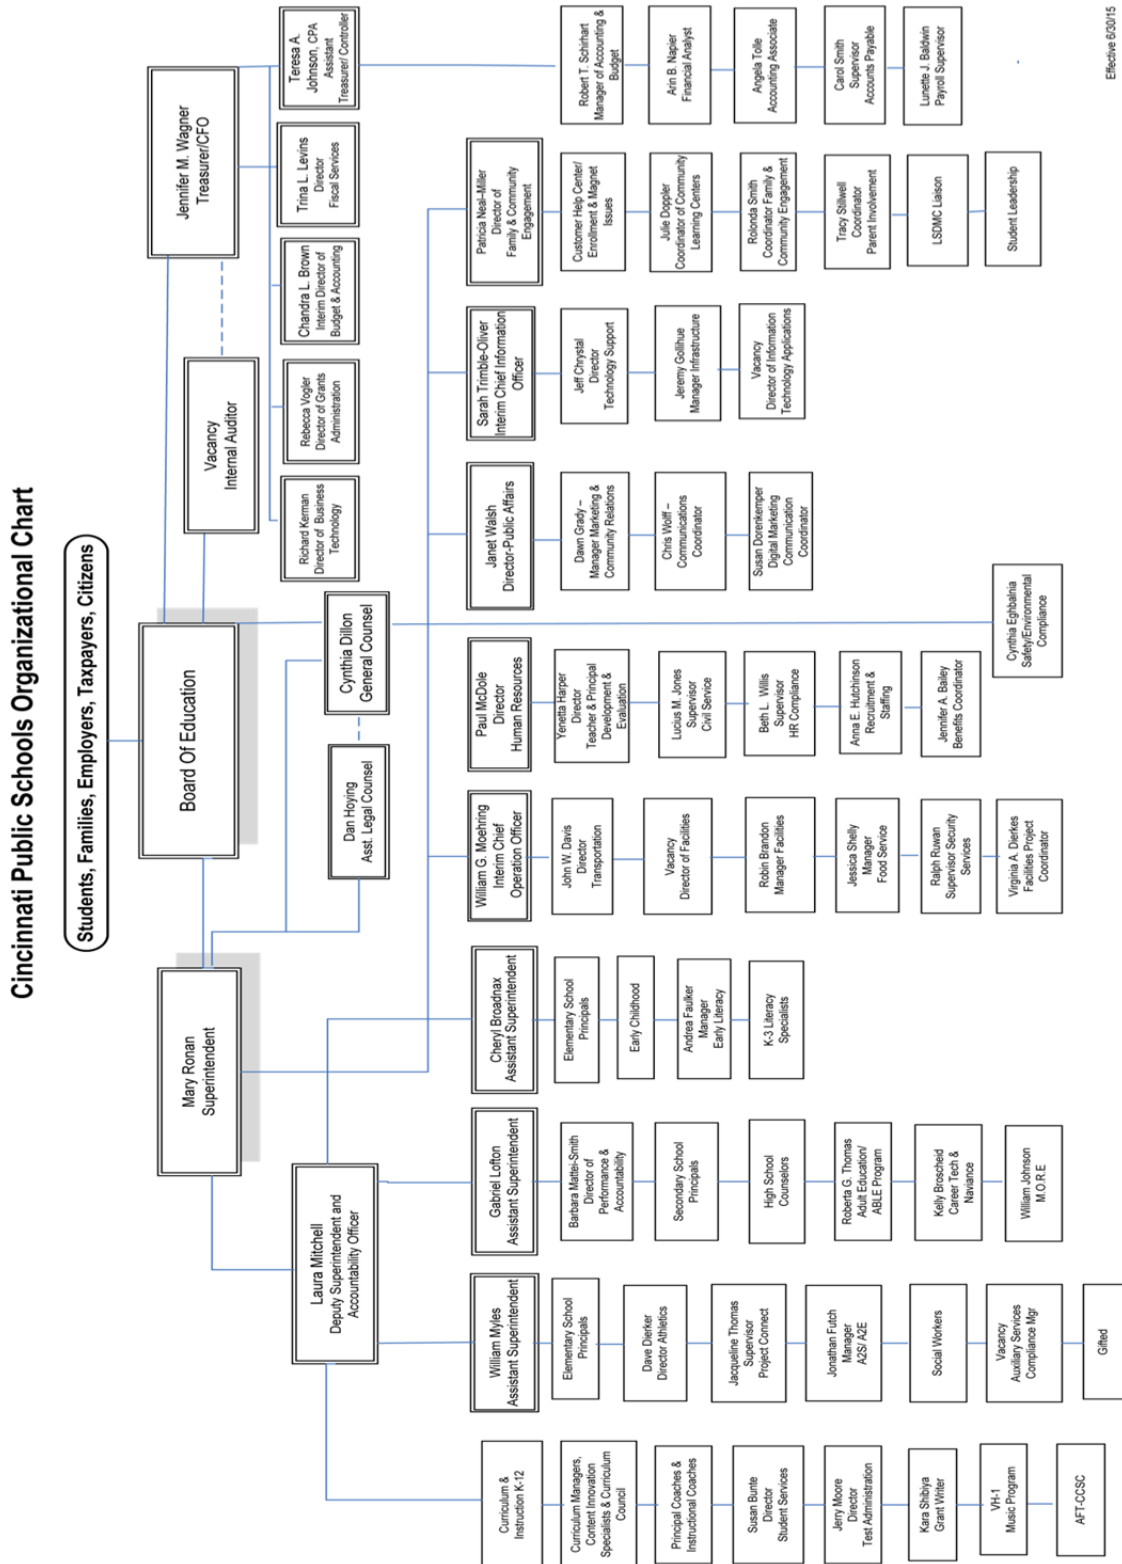 Cincinnati Public Schools Organizational Chart
Students, Families, Employers, Taxpayers, Citizens
Board Of Education
Mary Ronan
Superintendent
Vacancy
Internal Auditor
Jennifer M. Wagner
Treasurer/CFO
Laura Mitchell
Deputy Superintendent and
Accountability Officer
Dan Hoying
Asst. Legal Counsel
Cynthia Dillon
General Counsel
Richard Kerman
Director of Business
Technology
Rebecca Vogler
Director of Grants
Administration
Chandra L. Brown
Interim Director of
Budget & Accounting
Trina L. Levins
Director
Fiscal Services
Teresa A.
Johnson, CPA
Assistant
Treasurer/ Controller
Curriculum &
Instruction K-12
Curriculum Managers,
Content Innovation
Specialists & Curriculum
Council
Principal Coaches &
Instructional Coaches
Susan Bunte
Director
Student Services
Jerry Moore
Director
Test Administration
Kara Shibiya
Grant Writer
VH-1
Music Program
AFT-CCSC
William Myles
Assistant Superintendent
Elementary School
Principals
Dave Dierker
Director Athletics
Jacqueline Thomas
Supervisor
Project Connect
Jonathan Futch
Manager
A2S/ A2E
Social Workers
Vacancy
Auxiliary Services
Compliance Mgr
Gifted
Gabriel Lofton
Assistant Superintendent
Barbara Mattei-Smith
Director of
Performance &
Accountability
Secondary School
Principals
High School
Counselors
Roberta G. Thomas
Adult Education/
ABLE Program
Kelly Broscheid
Career Tech &
Naviance
William Johnson
M.O.R.E
Cheryl Broadnax
Assistant Superintendent
Elementary School
Principals
Early Childhood
Andrea Faulker
Manager
Early Literacy
K-3 Literacy
Specialists
William G. Moehring
Interim Chief
Operation Officer
John W. Davis
Director
Transportation
Vacancy
Director of Facilities
Robin Brandon
Manager Facilities
Jessica Shelly
Manager
Food Service
Ralph Ruwan
Supervisor Security
Services
Virginia A. Dierkes
Facilities Project
Coordinator
Paul McDole
Director
Human Resources
Yenetta Harper
Director
Teacher & Principal
Development &
Evaluation
Lucius M. Jones
Supervisor
Civil Service
Beth L. Willis
Supervisor
HR Compliance
Anna E. Hutchinson
Recruitment &
Staffing
Jennifer A. Bailey
Benefits Coordinator
Cynthia Eghbalnia
Safety/Environmental
Compliance
Janet Walsh
Director-Public Affairs
Dawn Grady –
Manager Marketing &
Community Relations
Chris Wolff –
Communications
Coordinator
Susan Dorenkemper
Digital Marketing
Communication
Coordinator
Sarah Trimble-Oliver
Interim Chief Information
Officer
Jeff Chrystal
Director
Technology Support
Jeremy Gollihue
Manager Infrastructure
Vacancy
Director of Information
Technology Applications
Patricia Neal-Miller
Director of
Family & Community
Engagement
Customer Help Center/
Enrollment & Magnet
Issues
Julie Doppler
Coordinator of Community
Learning Centers
Rolonda Smith
Coordinator Family &
Community Engagement
Tracy Stillwell
Coordinator
Parent Involvement
LSDMC Liaison
Student Leadership
Robert T. Schirhart
Manager of Accounting &
Budget
Arin B. Napier
Financial Analyst
Angela Tolle
Accounting Associate
Carol Smith
Supervisor
Accounts Payable
Lunette J. Baldwin
Payroll Supervisor
Effective 6/30/15